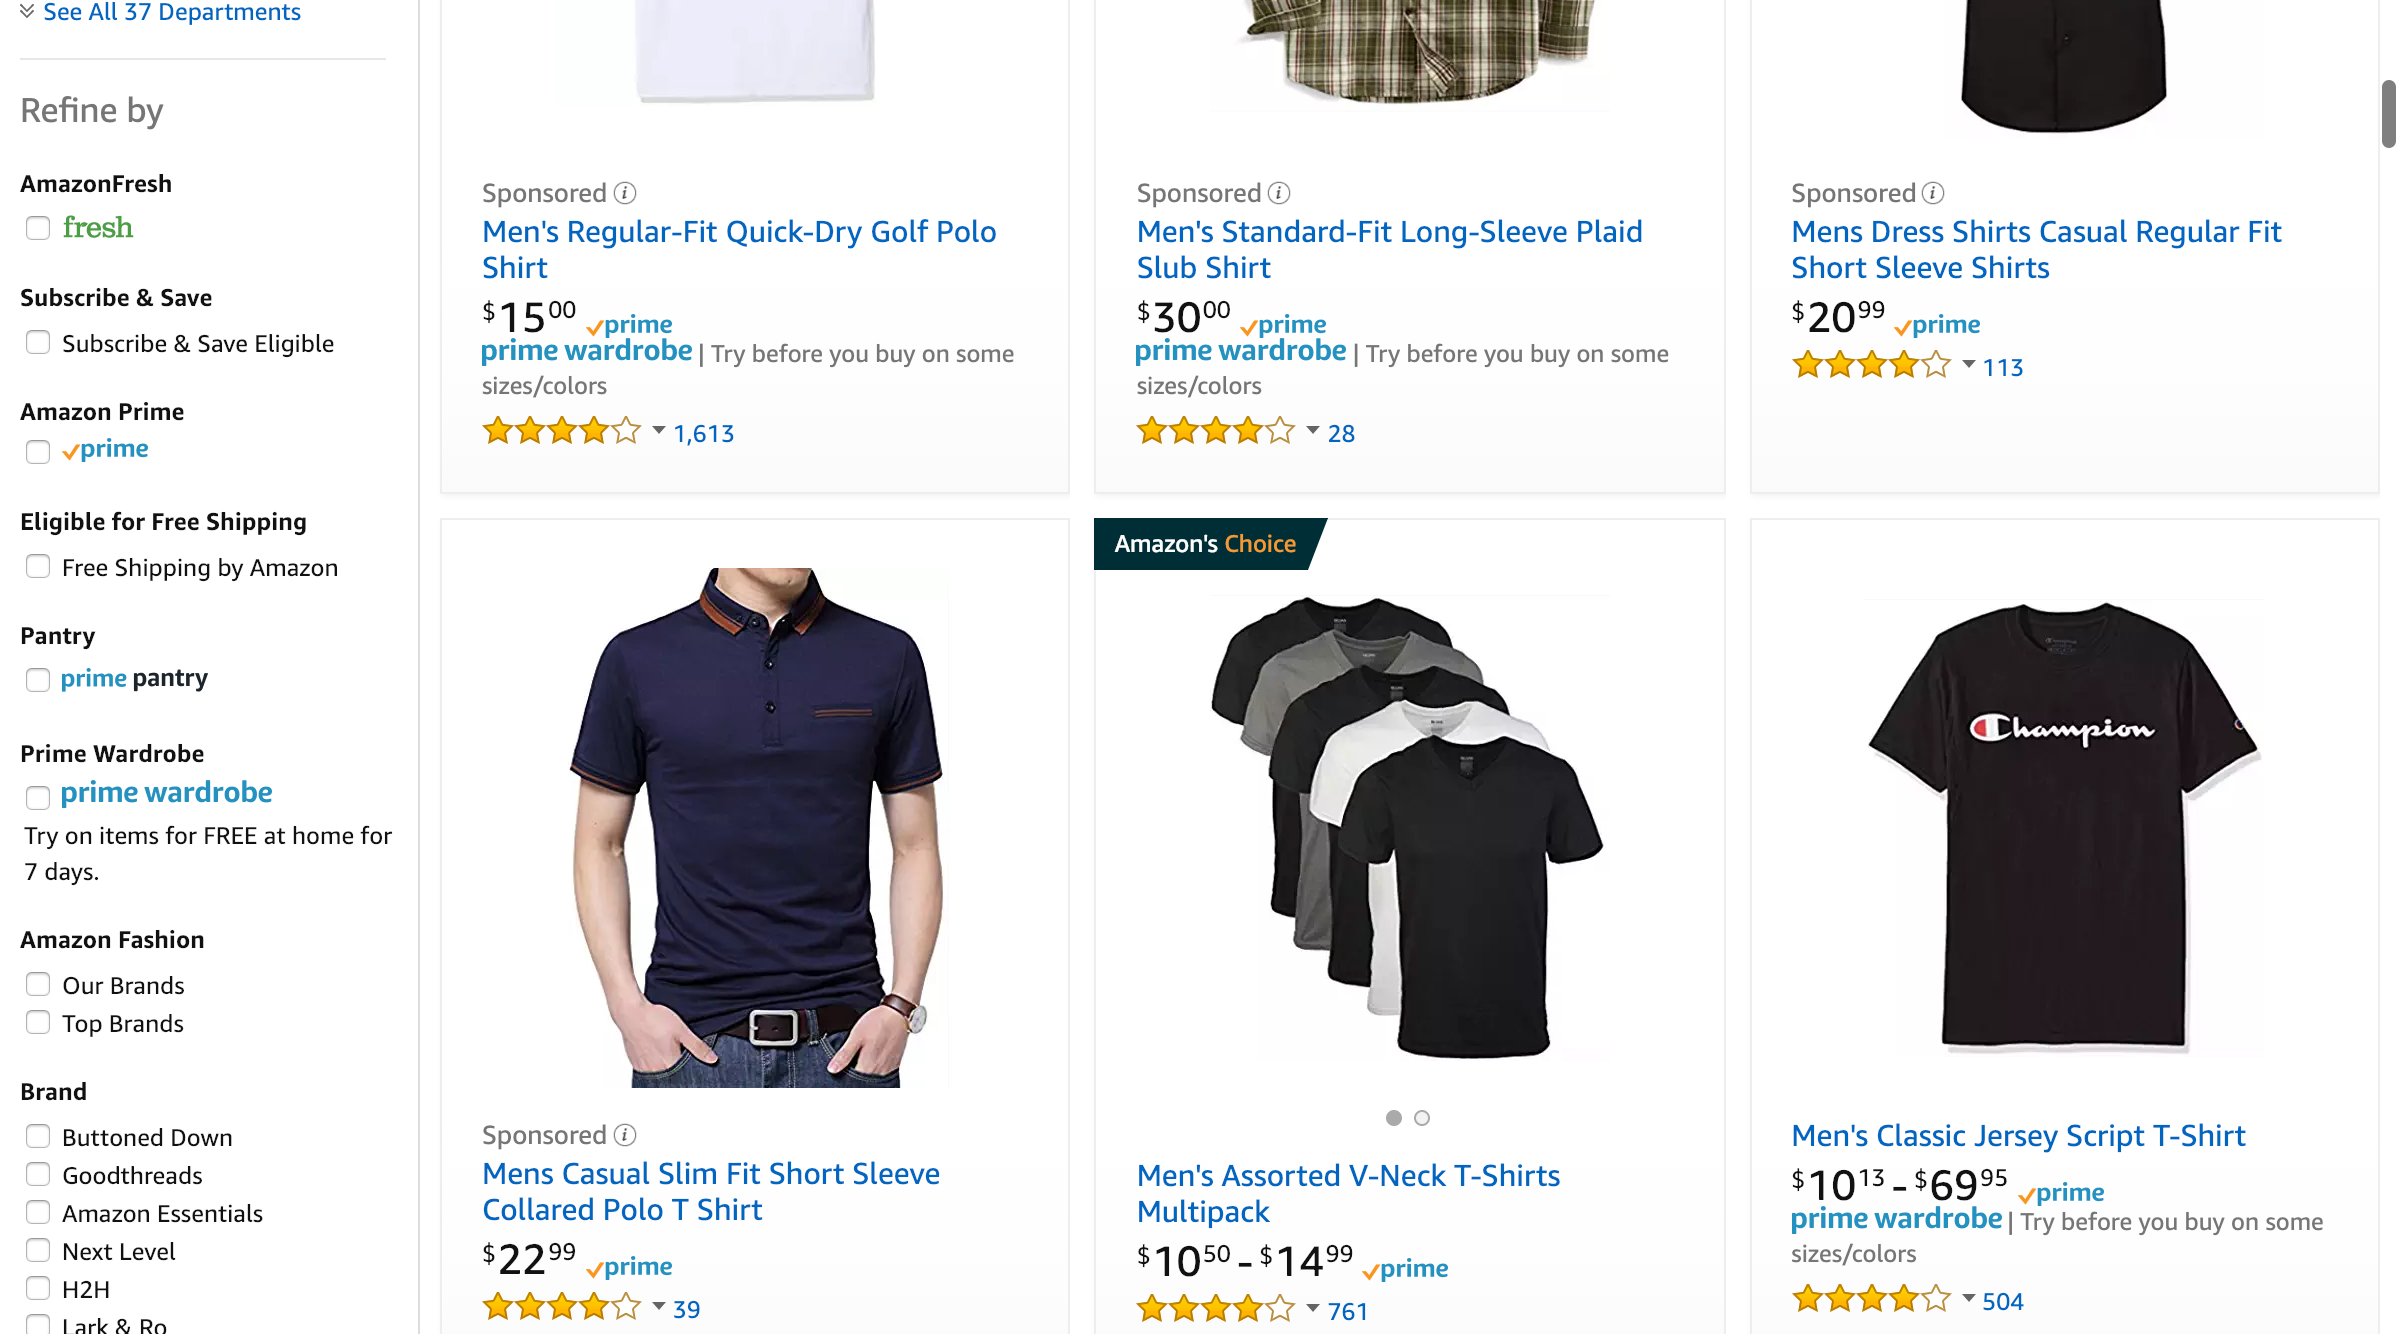 See All 37 Departments
Refine by
AmazonFresh
fresh
Subscribe & Save
Subscribe & Save Eligible
Amazon Prime
prime
Eligible for Free Shipping
Free Shipping by Amazon
Pantry
prime pantry
Prime Wardrobe
prime wardrobe
Try on items for FREE at home for
7 days.
Amazon Fashion
Our Brands
Top Brands
Brand
Buttoned Down
Goodthreads
Amazon Essentials
Next Level
H2H
Lark & Ro
Sponsored
Men's Regular-Fit Quick-Dry Golf Polo
Shirt
$15 00 prime
prime wardrobe | Try before you buy on some
sizes/colors
1,613
Sponsored
Men's Standard-Fit Long-Sleeve Plaid
Slub Shirt
$30 00 prime
prime wardrobe | Try before you buy on some
sizes/colors
28
Sponsored
Mens Dress Shirts Casual Regular Fit
Short Sleeve Shirts
$20 99 prime
113
Sponsored
Mens Casual Slim Fit Short Sleeve
Collared Polo T Shirt
$22 99 prime
39
Amazon's Choice
Men's Assorted V-Neck T-Shirts
Multipack
$10 50 - $14 99 prime
761
Champion
Men's Classic Jersey Script T-Shirt
$10 13 - $69 95 prime
prime wardrobe | Try before you buy on some
sizes/colors
504